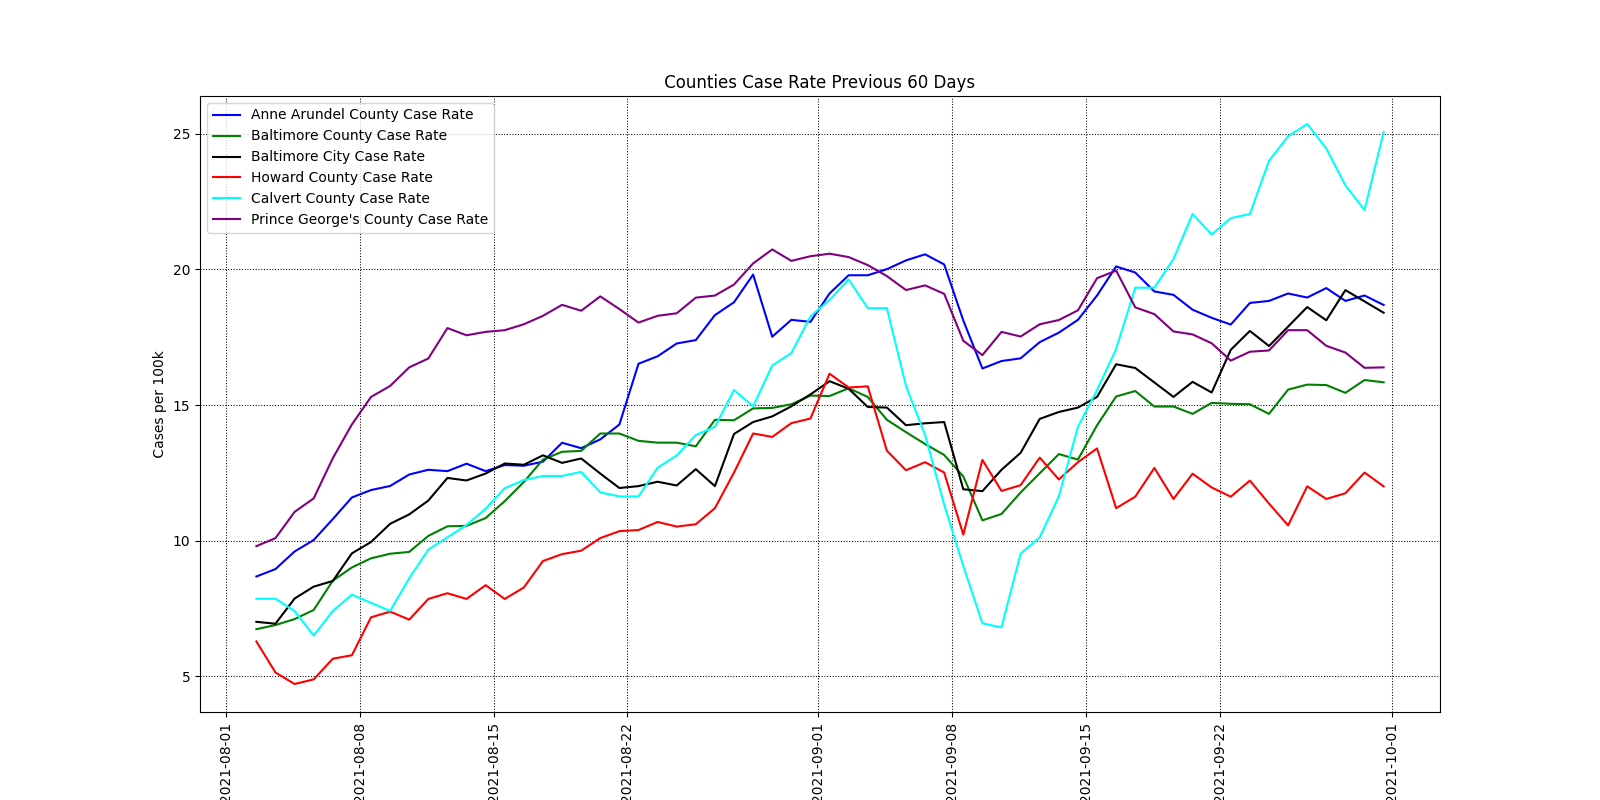 Counties Case Rate Previous 60 Days
Anne Arundel County Case Rate
Baltimore County Case Rate
Baltimore City Case Rate
Howard County Case Rate
Calvert County Case Rate
Prince George's County Case Rate
Cases per 100k
25
20
15
10
5
2021-08-01
2021-08-08
2021-08-15
2021-08-22
2021-09-01
2021-09-08
2021-09-15
2021-09-22
2021-10-01